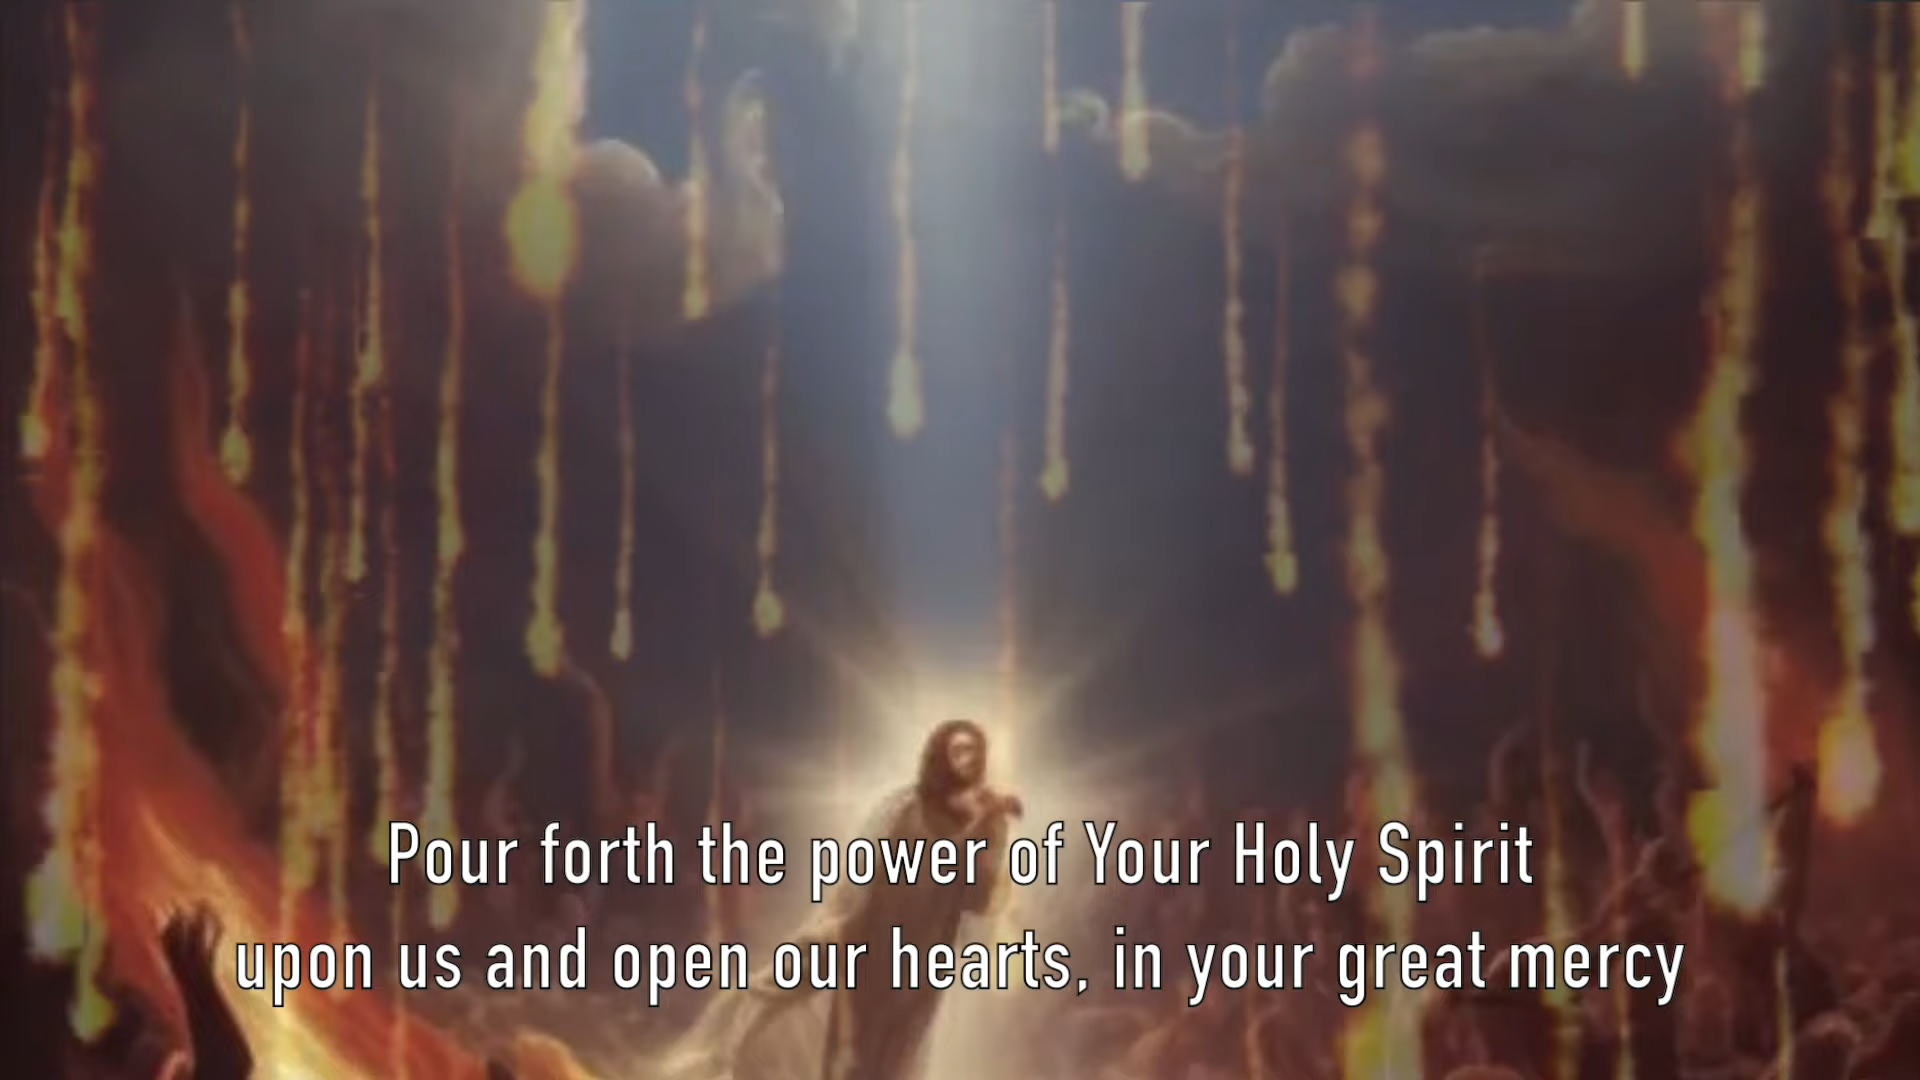 Pour forth the power of Your Holy Spirit
upon us and open our hearts, in your great mercy